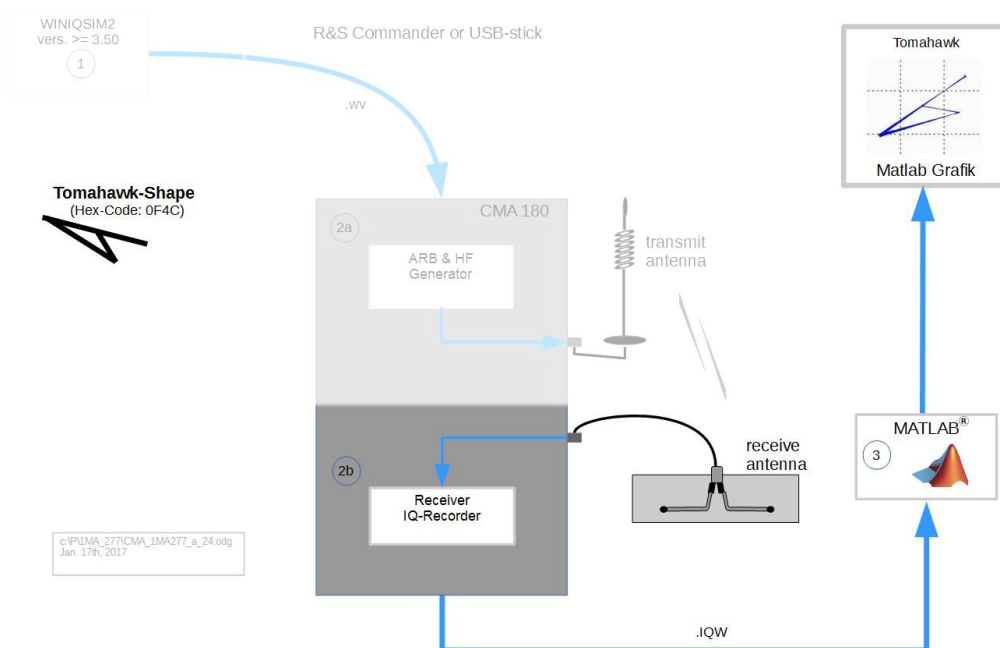 WINIQSIM2
vers. >= 3.50
1
R&S Commander or USB-stick
.wv
Tomahawk
Matlab Grafik
Tomahawk-Shape
(Hex-Code: 0F4C)
CMA 180
2a
ARB & HF
Generator
transmit
antenna
2b
Receiver
IQ-Recorder
receive
antenna
MATLAB®
3
c:\P\1MA_277\CMA_1MA277_a_24.odg
Jan. 17th, 2017
.IQW